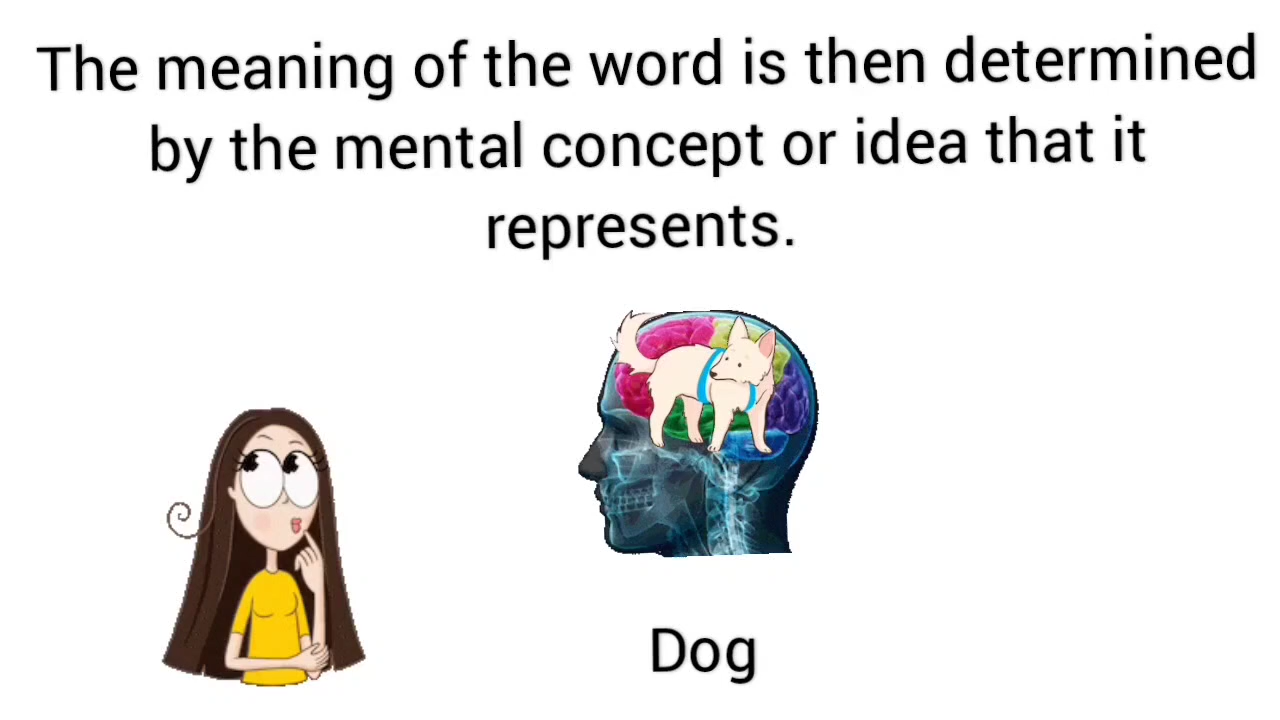 The meaning of the word is then determined
by the mental concept or idea that it
represents.
Dog